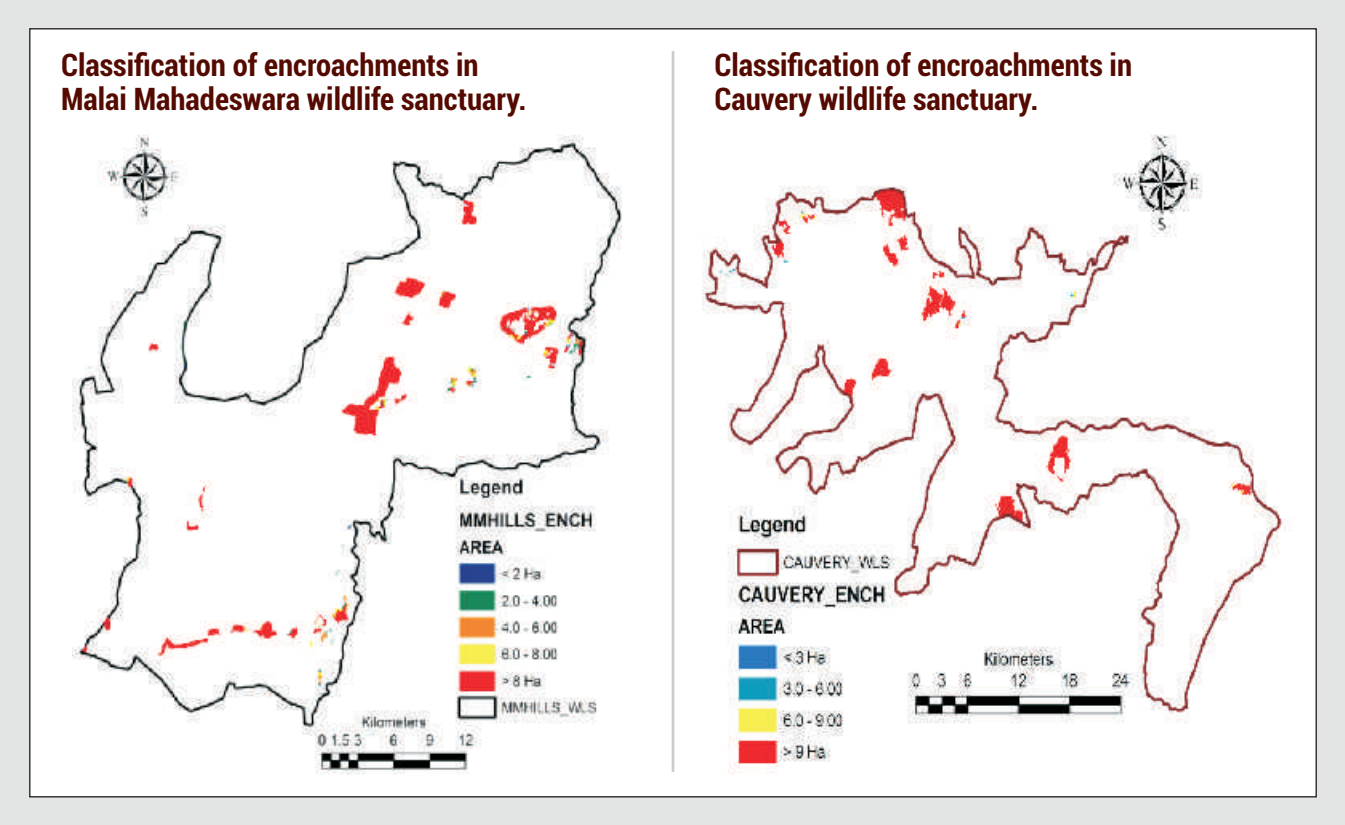 Classification of encroachments in
Malai Mahadeswara wildlife sanctuary.
N
W E
S
Legend
MMHILLS_ENCH
AREA
< 2 Ha
2.0 - 4.00
4.0 - 6.00
6.0 - 8.00
> 8 Ha
MMHILLS_WLS
Kilometers
0 1.5 3 6 9 12
Classification of encroachments in
Cauvery wildlife sanctuary.
N
W E
S
Legend
CAUVERY_WLS
CAUVERY_ENCH
AREA
< 3 Ha
3.0 - 6.00
6.0 - 9.00
> 9 Ha
Kilometers
0 3 6 12 18 24